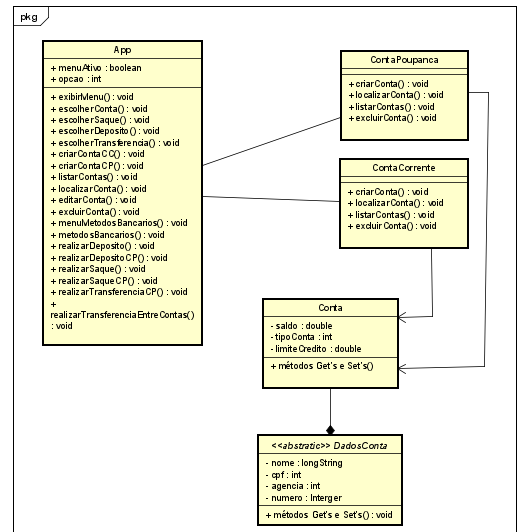 pkg
App
+ menuAtivo : boolean
+ opcao : int
+ exibirMenu() : void
+ escolherConta() : void
+ escolherSaque() : void
+ escolherDeposito() : void
+ escolherTransferencia() : void
+ criarContaCC() : void
+ criarContaCP() : void
+ listarContas() : void
+ localizarConta() : void
+ editarConta() : void
+ excluirConta() : void
+ menuMetodosBancarios() : void
+ metodosBancarios() : void
+ realizarDeposito() : void
+ realizarDepositoCP() : void
+ realizarSaque() : void
+ realizarSaqueCP() : void
+ realizarTransferenciaCP() : void
+
realizarTransferenciaEntreContas()
: void
ContaPoupanca
+ criarConta() : void
+ localizarConta() : void
+ listarContas() : void
+ excluirConta() : void
ContaCorrente
+ criarConta() : void
+ localizarConta() : void
+ listarContas() : void
+ excluirConta() : void
Conta
- saldo : double
- tipoConta : int
- limiteCredito : double
+ métodos Get's e Set's()
<<abstratic>> DadosConta
- nome : longString
- cpf : int
- agencia : int
- numero : Interger
+ métodos Get's e Set's() : void